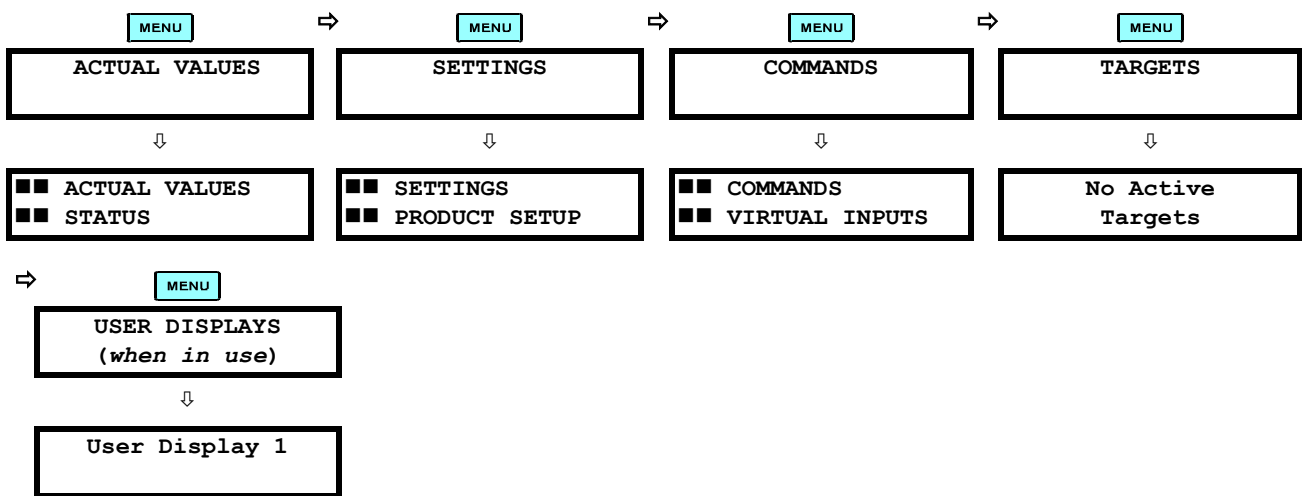 MENU ⇨ MENU ⇨ MENU ⇨ MENU
ACTUAL VALUES
SETTINGS
COMMANDS
TARGETS
⇩ ⇩ ⇩ ⇩
■■ ACTUAL VALUES
■■ STATUS
■■ SETTINGS
■■ PRODUCT SETUP
■■ COMMANDS
■■ VIRTUAL INPUTS
No Active
Targets
⇨ MENU
USER DISPLAYS
(when in use)
⇩
User Display 1